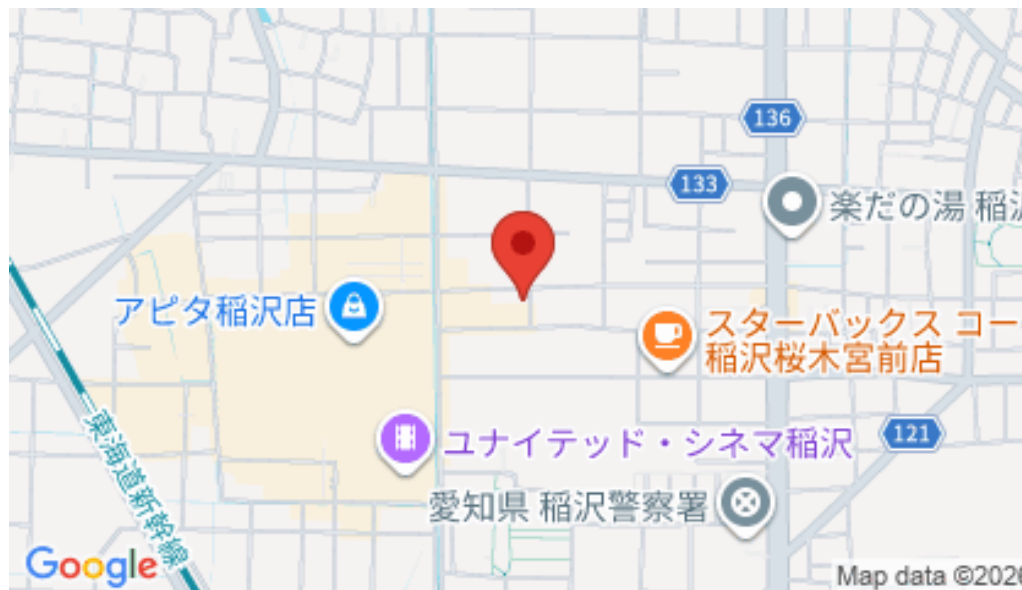 136
133
楽だの湯 稲沢
アピタ稲沢店
スターバックス コー
稲沢桜木宮前店
121
ユナイテッド・シネマ稲沢
東海道新幹線
愛知県 稲沢警察署
Google
Map data ©2026